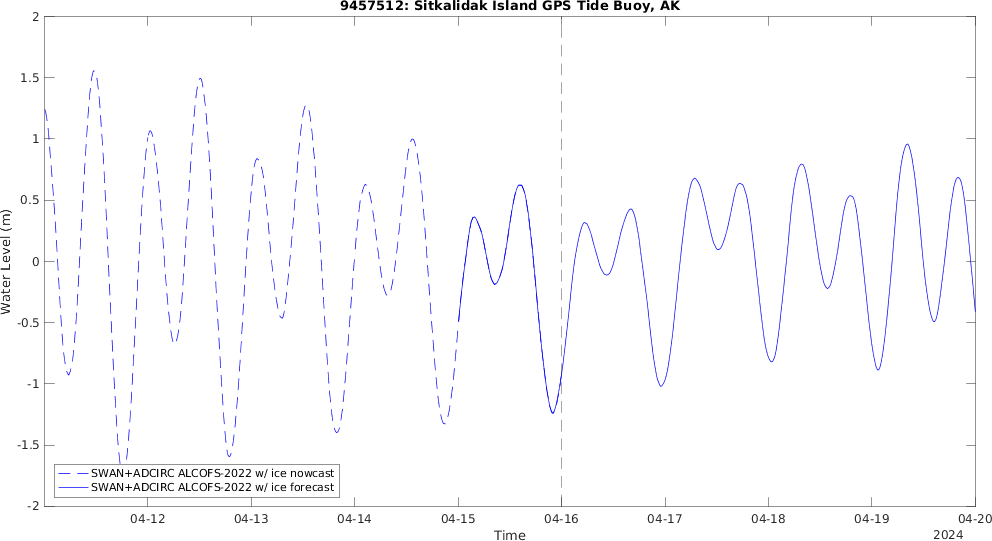 9457512: Sitkalidak Island GPS Tide Buoy, AK
2
1.5
1
0.5
0
-0.5
-1
-1.5
-2
Water Level (m)
SWAN+ADCIRC ALCOFS-2022 w/ ice nowcast
SWAN+ADCIRC ALCOFS-2022 w/ ice forecast
04-12 04-13 04-14 04-15 04-16 04-17 04-18 04-19 04-20
Time
2024